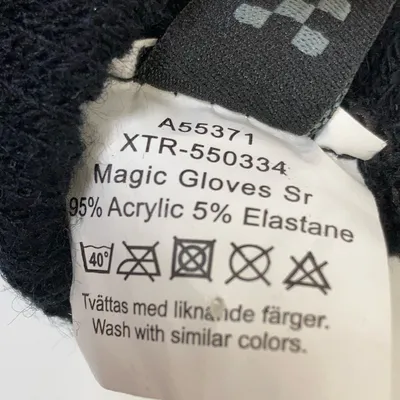 A55371
XTR-550334
Magic Gloves Sr
95% Acrylic 5% Elastane
40°
Tvättas med liknande färger.
Wash with similar colors.